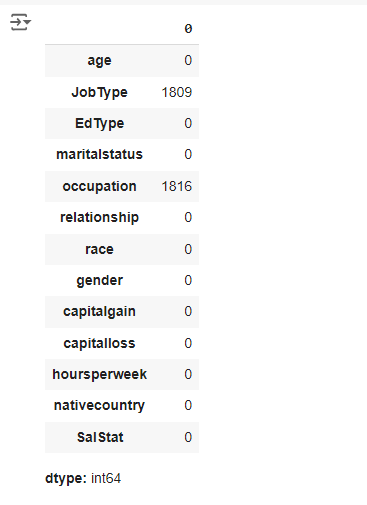 0
age 0
JobType 1809
EdType 0
maritalstatus 0
occupation 1816
relationship 0
race 0
gender 0
capitalgain 0
capitalloss 0
hoursperweek 0
nativecountry 0
SalStat 0
dtype: int64